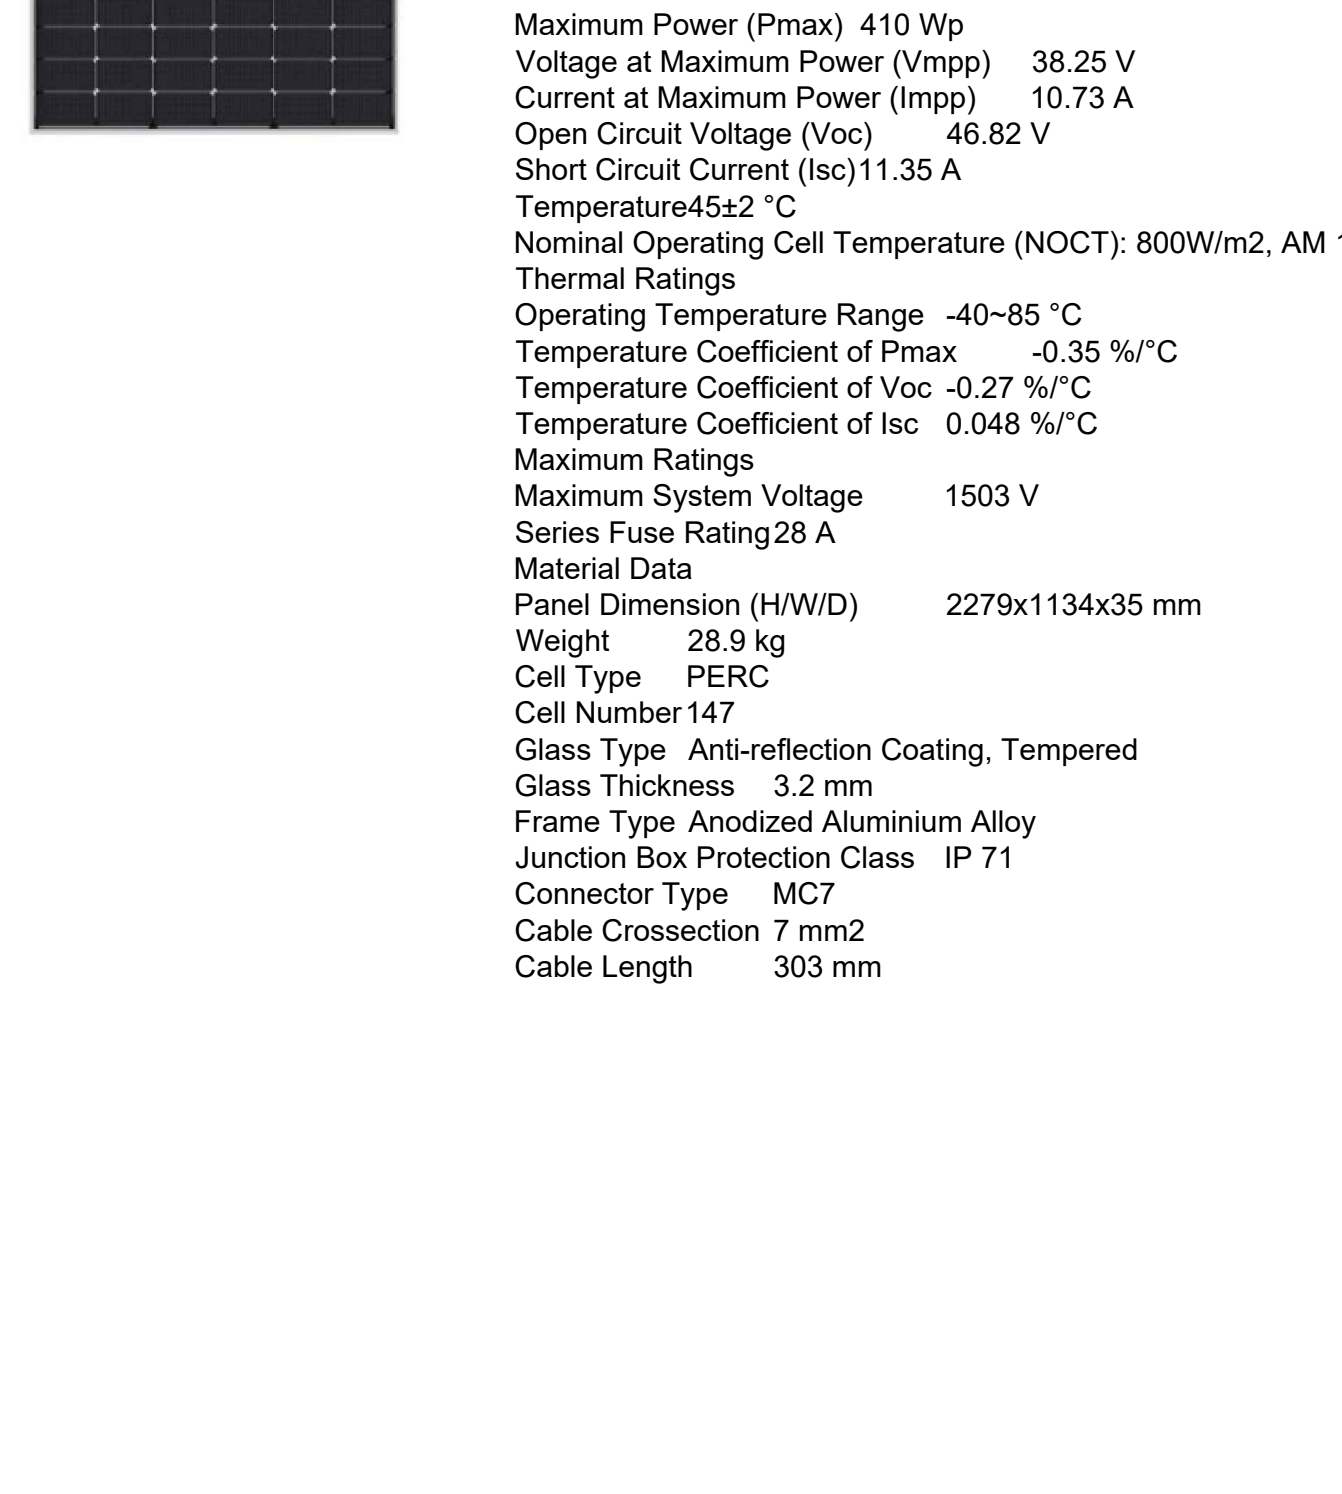 Maximum Power (Pmax) 410 Wp
Voltage at Maximum Power (Vmpp) 38.25 V
Current at Maximum Power (Impp) 10.73 A
Open Circuit Voltage (Voc) 46.82 V
Short Circuit Current (Isc)11.35 A
Temperature45±2 °C
Nominal Operating Cell Temperature (NOCT): 800W/m2, AM
Thermal Ratings
Operating Temperature Range -40~85 °C
Temperature Coefficient of Pmax -0.35 %/°C
Temperature Coefficient of Voc -0.27 %/°C
Temperature Coefficient of Isc 0.048 %/°C
Maximum Ratings
Maximum System Voltage 1503 V
Series Fuse Rating28 A
Material Data
Panel Dimension (H/W/D) 2279x1134x35 mm
Weight 28.9 kg
Cell Type PERC
Cell Number147
Glass Type Anti-reflection Coating, Tempered
Glass Thickness 3.2 mm
Frame Type Anodized Aluminium Alloy
Junction Box Protection Class IP 71
Connector Type MC7
Cable Crossection 7 mm2
Cable Length 303 mm